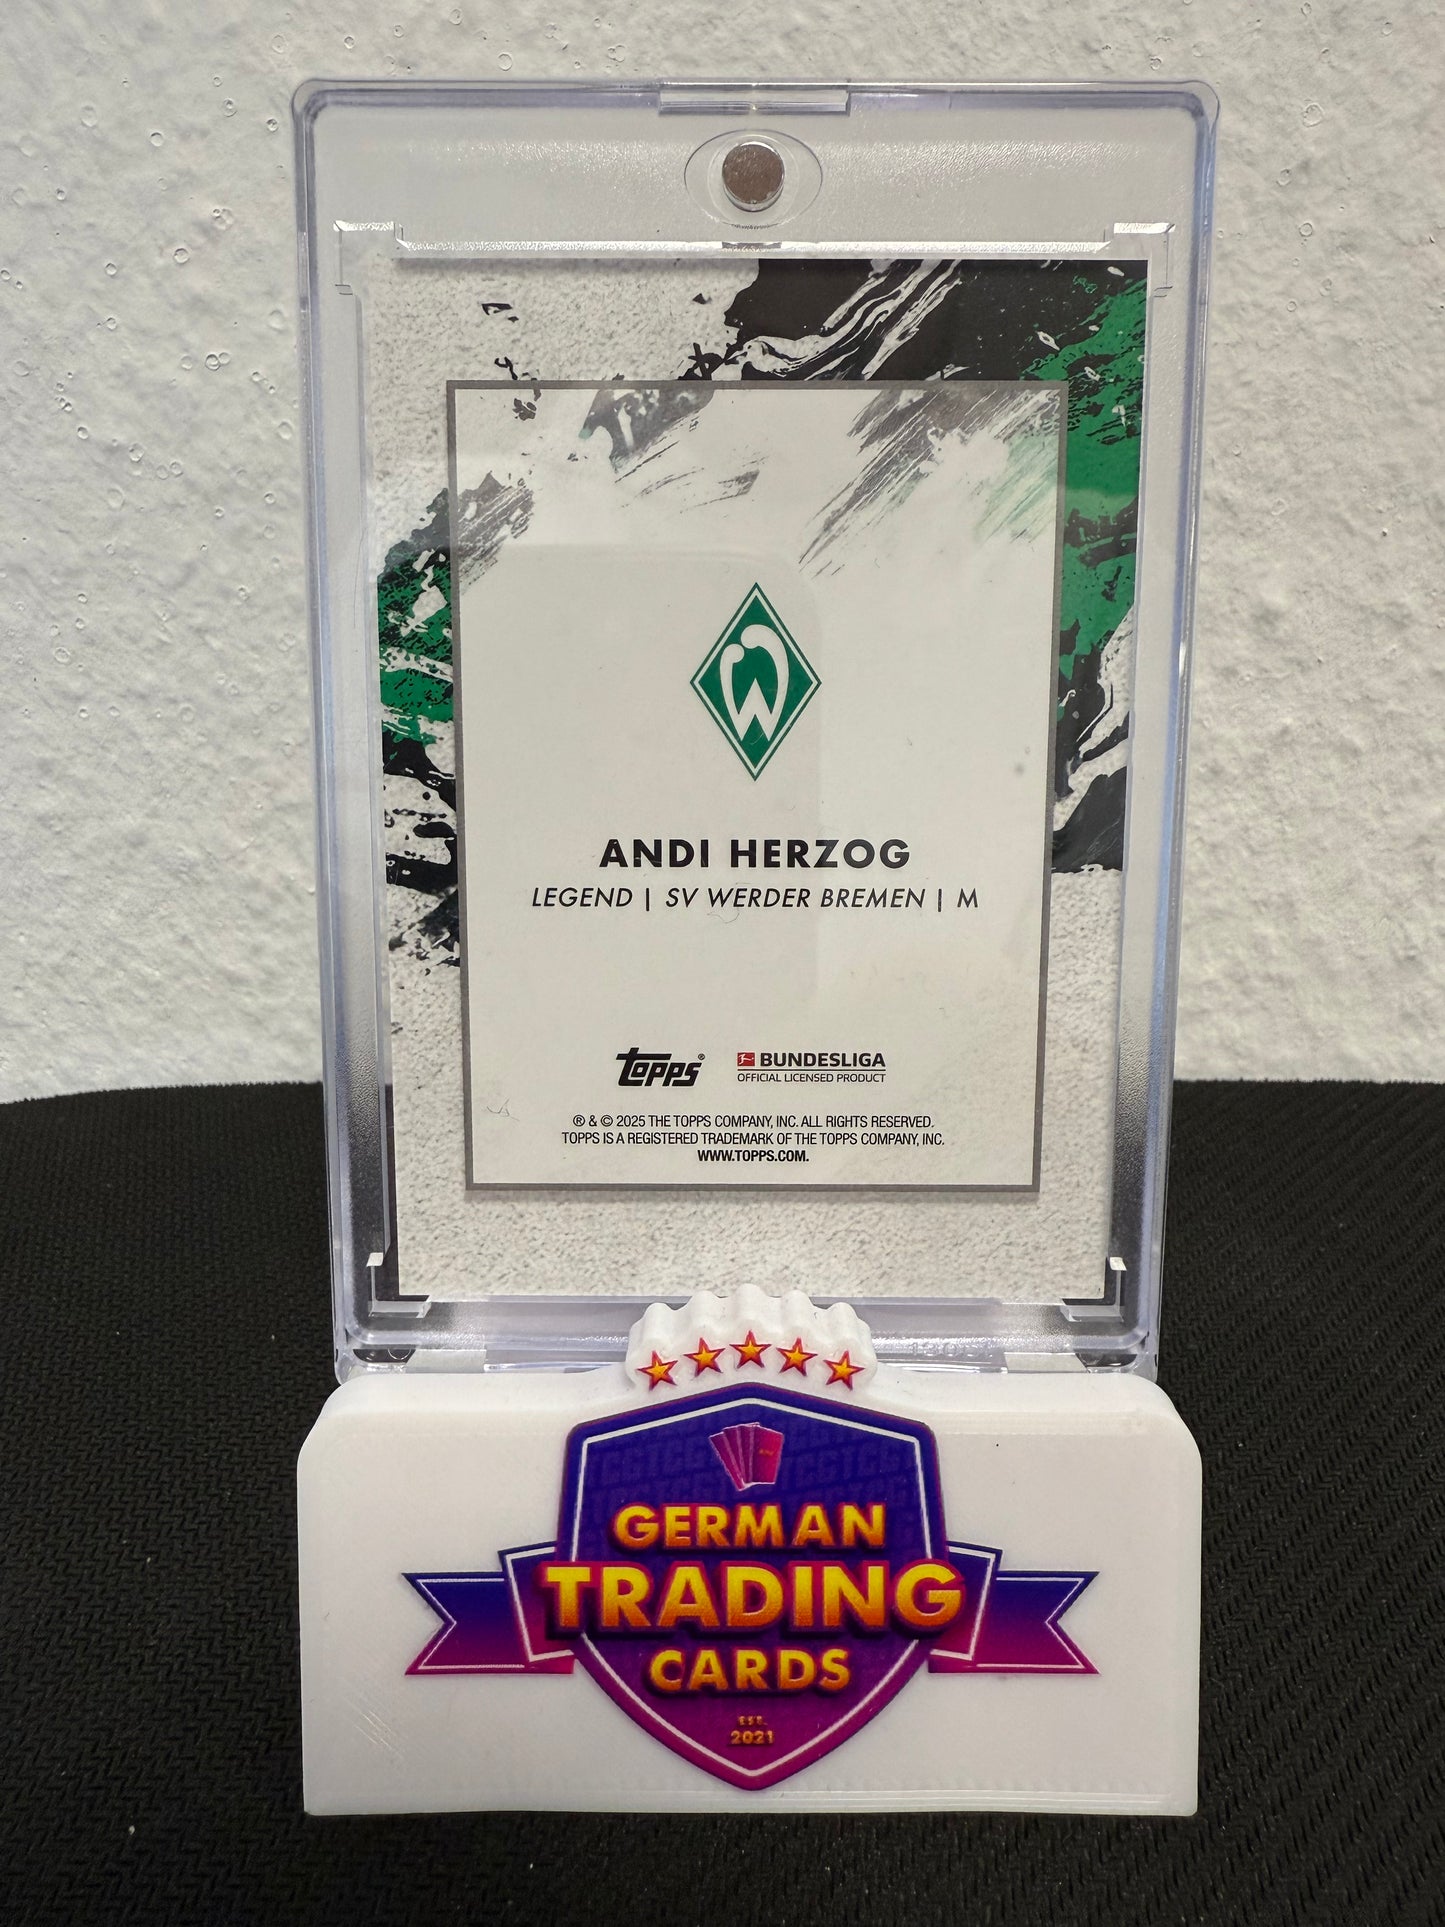 ANDI HERZOG
LEGEND | SV WERDER BREMEN | M
topps®
BUNDESLIGA
OFFICIAL LICENSED PRODUCT
® & © 2025 THE TOPPS COMPANY, INC. ALL RIGHTS RESERVED.
TOPPS IS A REGISTERED TRADEMARK OF THE TOPPS COMPANY, INC.
WWW.TOPPS.COM.
GERMAN
TRADING
CARDS
EST.
2021